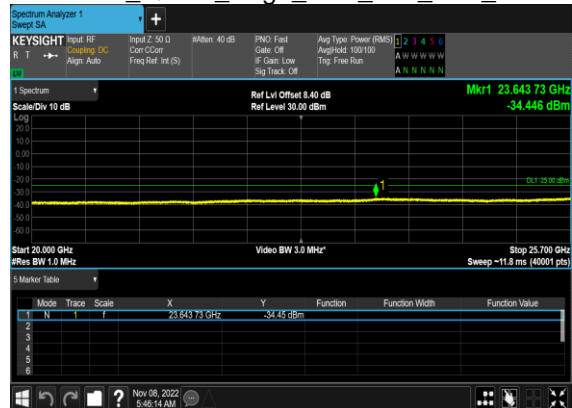 Spectrum Analyzer 1
Swept SA
+
KEYSIGHT Input: RF Input Z: 50 Ω #Atten: 40 dB PNO: Fast Avg Type: Power (RMS) 1 2 3 4 5 6
R T Coupling: DC Corr CCorr Gate: Off Avg|Hold: 100/100 A W W W W W
Align: Auto Freq Ref: Int (S) IF Gain: Low Trig: Free Run
Sig Track: Off A N N N N N
1 Spectrum Ref Lvl Offset 8.40 dB Mkr1 23.643 73 GHz
Scale/Div 10 dB Ref Level 30.00 dBm -34.446 dBm
Log
20.0
10.0
0.00
-10.0
-20.0
1 DL1 -25.00 dBm
-30.0
-40.0
-50.0
-60.0
Start 20.000 GHz Video BW 3.0 MHz* Stop 25.700 GHz
#Res BW 1.0 MHz Sweep ~11.8 ms (40001 pts)
5 Marker Table
Mode Trace Scale X Y Function Function Width Function Value
1 N 1 f 23.643 73 GHz -34.45 dBm
2
3
4
5
6
? Nov 08, 2022
5:46:14 AM